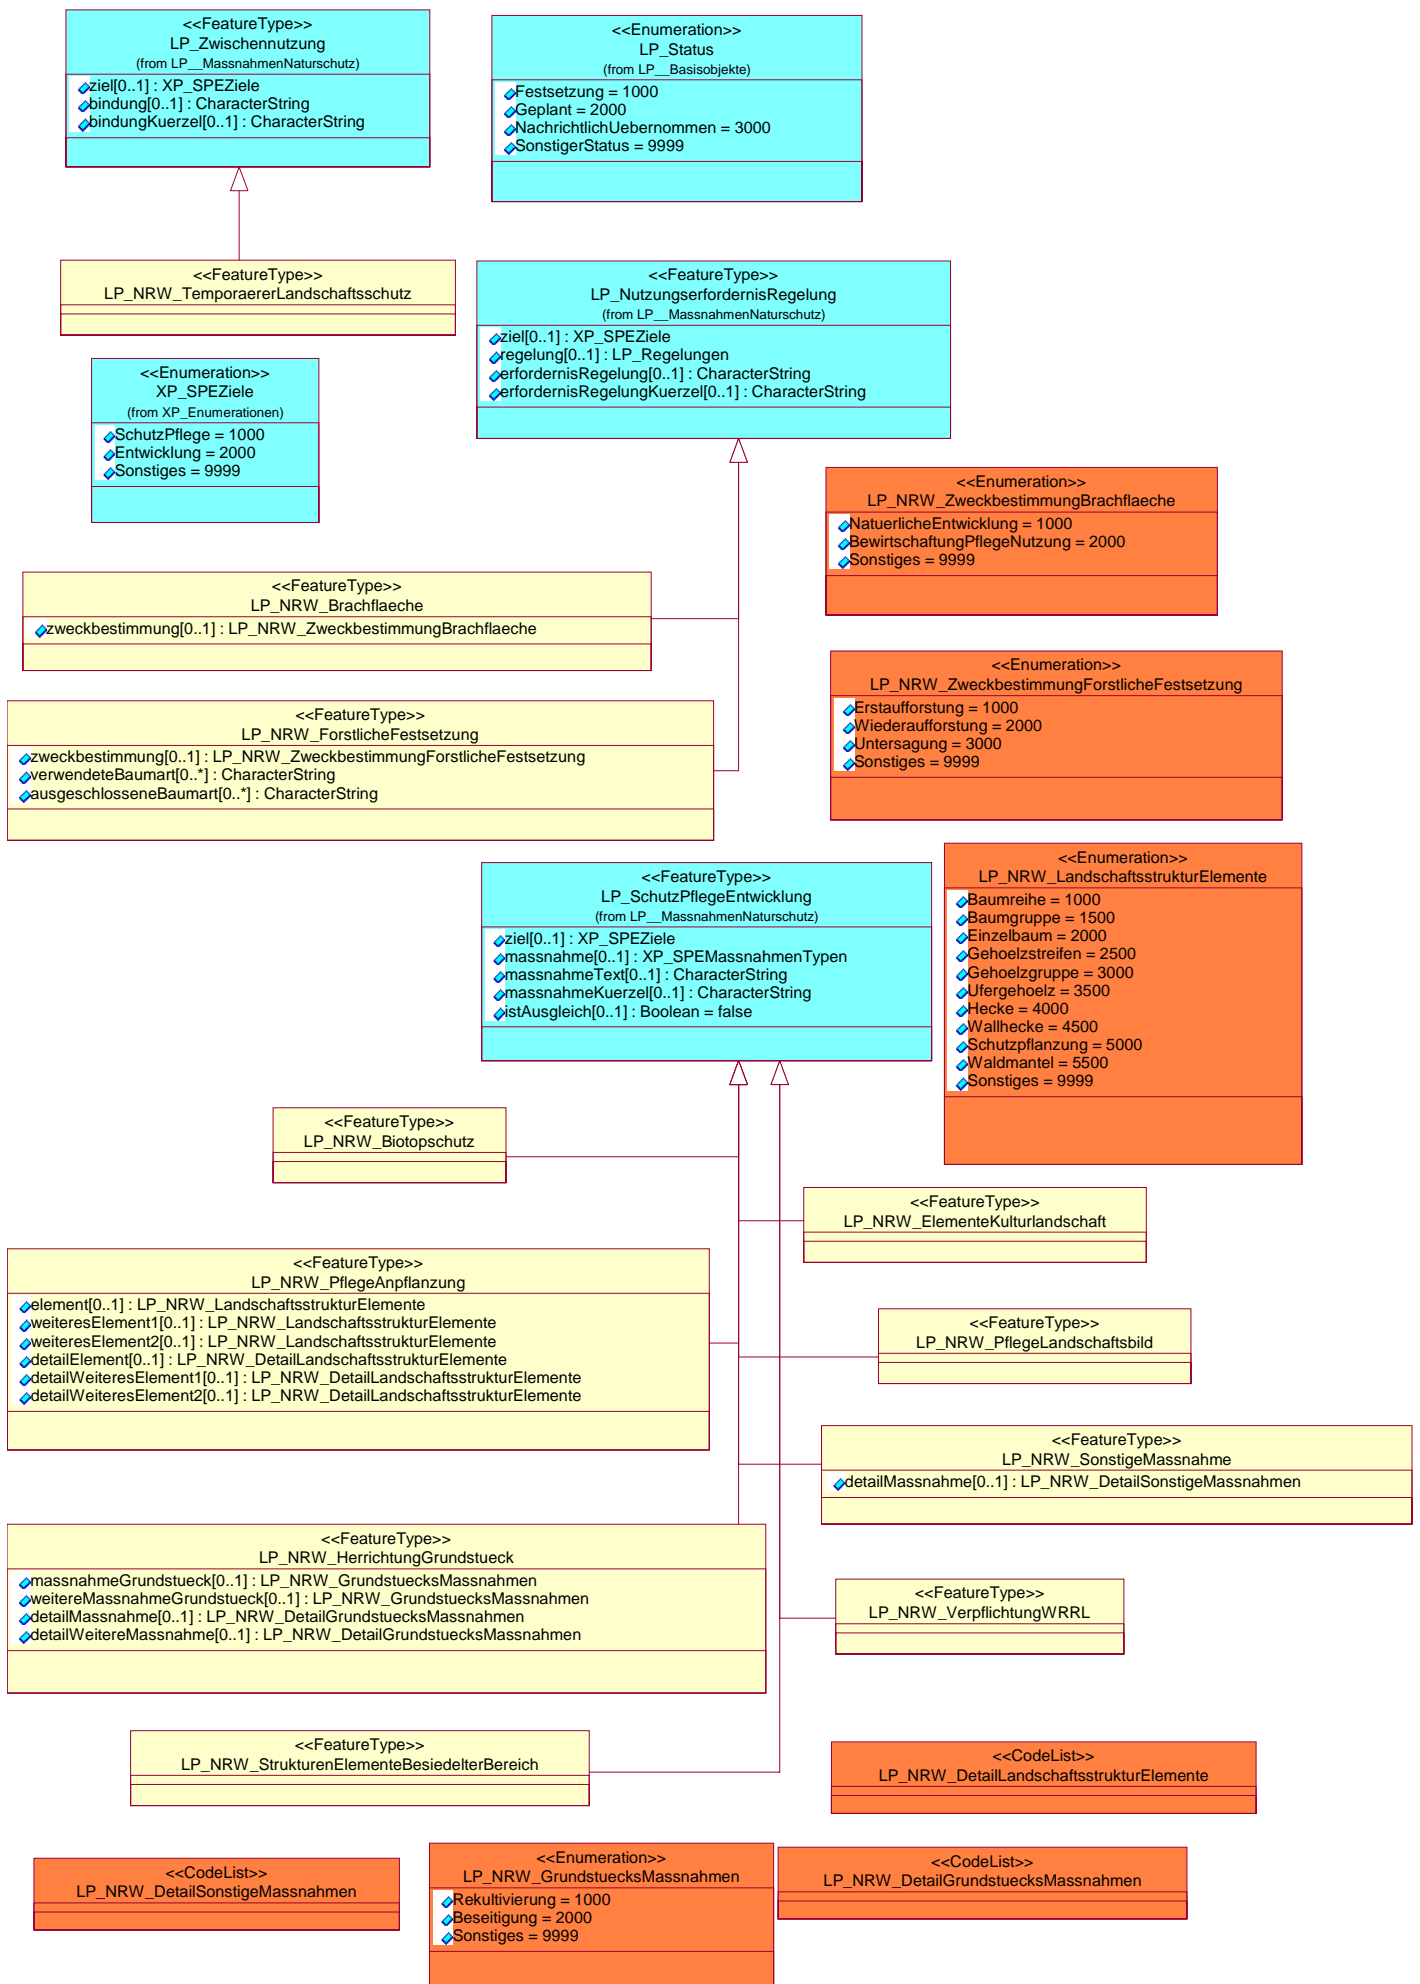 <<FeatureType>>
LP_Zwischennutzung
(from LP__MassnahmenNaturschutz)
ziel[0..1] : XP_SPEZiele
bindung[0..1] : CharacterString
bindungKuerzel[0..1] : CharacterString
<<Enumeration>>
LP_Status
(from LP__Basisobjekte)
Festsetzung = 1000
Geplant = 2000
NachrichtlichUebernommen = 3000
SonstigerStatus = 9999
<<FeatureType>>
LP_NRW_TemporaererLandschaftsschutz
<<FeatureType>>
LP_NutzungserfordernisRegelung
(from LP__MassnahmenNaturschutz)
ziel[0..1] : XP_SPEZiele
regelung[0..1] : LP_Regelungen
erfordernisRegelung[0..1] : CharacterString
erfordernisRegelungKuerzel[0..1] : CharacterString
<<Enumeration>>
XP_SPEZiele
(from XP_Enumerationen)
SchutzPflege = 1000
Entwicklung = 2000
Sonstiges = 9999
<<Enumeration>>
LP_NRW_ZweckbestimmungBrachflaeche
NatuerlicheEntwicklung = 1000
BewirtschaftungPflegeNutzung = 2000
Sonstiges = 9999
<<FeatureType>>
LP_NRW_Brachflaeche
zweckbestimmung[0..1] : LP_NRW_ZweckbestimmungBrachflaeche
<<Enumeration>>
LP_NRW_ZweckbestimmungForstlicheFestsetzung
Erstaufforstung = 1000
Wiederaufforstung = 2000
Untersagung = 3000
Sonstiges = 9999
<<FeatureType>>
LP_NRW_ForstlicheFestsetzung
zweckbestimmung[0..1] : LP_NRW_ZweckbestimmungForstlicheFestsetzung
verwendeteBaumart[0..*] : CharacterString
ausgeschlosseneBaumart[0..*] : CharacterString
<<FeatureType>>
LP_SchutzPflegeEntwicklung
(from LP__MassnahmenNaturschutz)
ziel[0..1] : XP_SPEZiele
massnahme[0..1] : XP_SPEMassnahmenTypen
massnahmeText[0..1] : CharacterString
massnahmeKuerzel[0..1] : CharacterString
istAusgleich[0..1] : Boolean = false
<<Enumeration>>
LP_NRW_LandschaftsstrukturElemente
Baumreihe = 1000
Baumgruppe = 1500
Einzelbaum = 2000
Gehoelzstreifen = 2500
Gehoelzgruppe = 3000
Ufergehoelz = 3500
Hecke = 4000
Wallhecke = 4500
Schutzpflanzung = 5000
Waldmantel = 5500
Sonstiges = 9999
<<FeatureType>>
LP_NRW_Biotopschutz
<<FeatureType>>
LP_NRW_ElementeKulturlandschaft
<<FeatureType>>
LP_NRW_PflegeAnpflanzung
element[0..1] : LP_NRW_LandschaftsstrukturElemente
weiteresElement1[0..1] : LP_NRW_LandschaftsstrukturElemente
weiteresElement2[0..1] : LP_NRW_LandschaftsstrukturElemente
detailElement[0..1] : LP_NRW_DetailLandschaftsstrukturElemente
detailWeiteresElement1[0..1] : LP_NRW_DetailLandschaftsstrukturElemente
detailWeiteresElement2[0..1] : LP_NRW_DetailLandschaftsstrukturElemente
<<FeatureType>>
LP_NRW_PflegeLandschaftsbild
<<FeatureType>>
LP_NRW_SonstigeMassnahme
detailMassnahme[0..1] : LP_NRW_DetailSonstigeMassnahmen
<<FeatureType>>
LP_NRW_HerrichtungGrundstueck
massnahmeGrundstueck[0..1] : LP_NRW_GrundstuecksMassnahmen
weitereMassnahmeGrundstueck[0..1] : LP_NRW_GrundstuecksMassnahmen
detailMassnahme[0..1] : LP_NRW_DetailGrundstuecksMassnahmen
detailWeitereMassnahme[0..1] : LP_NRW_DetailGrundstuecksMassnahmen
<<FeatureType>>
LP_NRW_VerpflichtungWRRL
<<FeatureType>>
LP_NRW_StrukturenElementeBesiedelterBereich
<<CodeList>>
LP_NRW_DetailLandschaftsstrukturElemente
<<CodeList>>
LP_NRW_DetailSonstigeMassnahmen
<<Enumeration>>
LP_NRW_GrundstuecksMassnahmen
Rekultivierung = 1000
Beseitigung = 2000
Sonstiges = 9999
<<CodeList>>
LP_NRW_DetailGrundstuecksMassnahmen